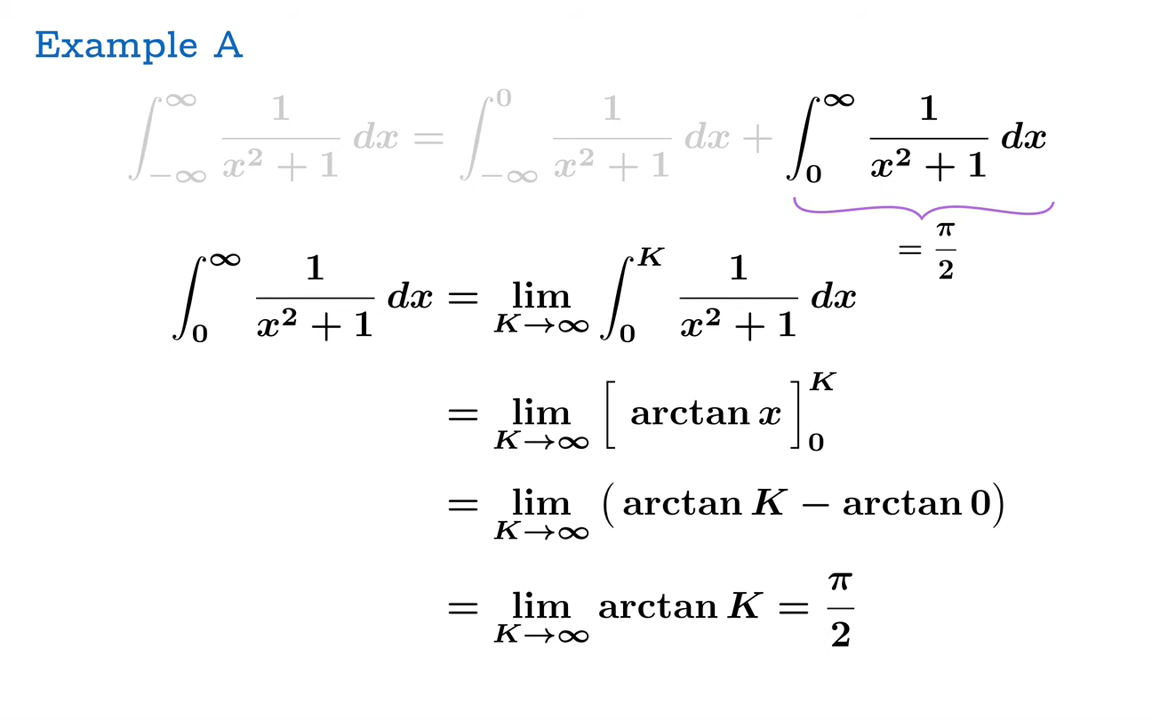 Example A
∫_{-∞}^{∞} 1/(x² + 1) dx = ∫_{-∞}^{0} 1/(x² + 1) dx + ∫_{0}^{∞} 1/(x² + 1) dx
= π/2
∫_{0}^{∞} 1/(x² + 1) dx = lim_{K→∞} ∫_{0}^{K} 1/(x² + 1) dx
= lim_{K→∞} [ arctan x ]_{0}^{K}
= lim_{K→∞} ( arctan K − arctan 0 )
= lim_{K→∞} arctan K = π/2